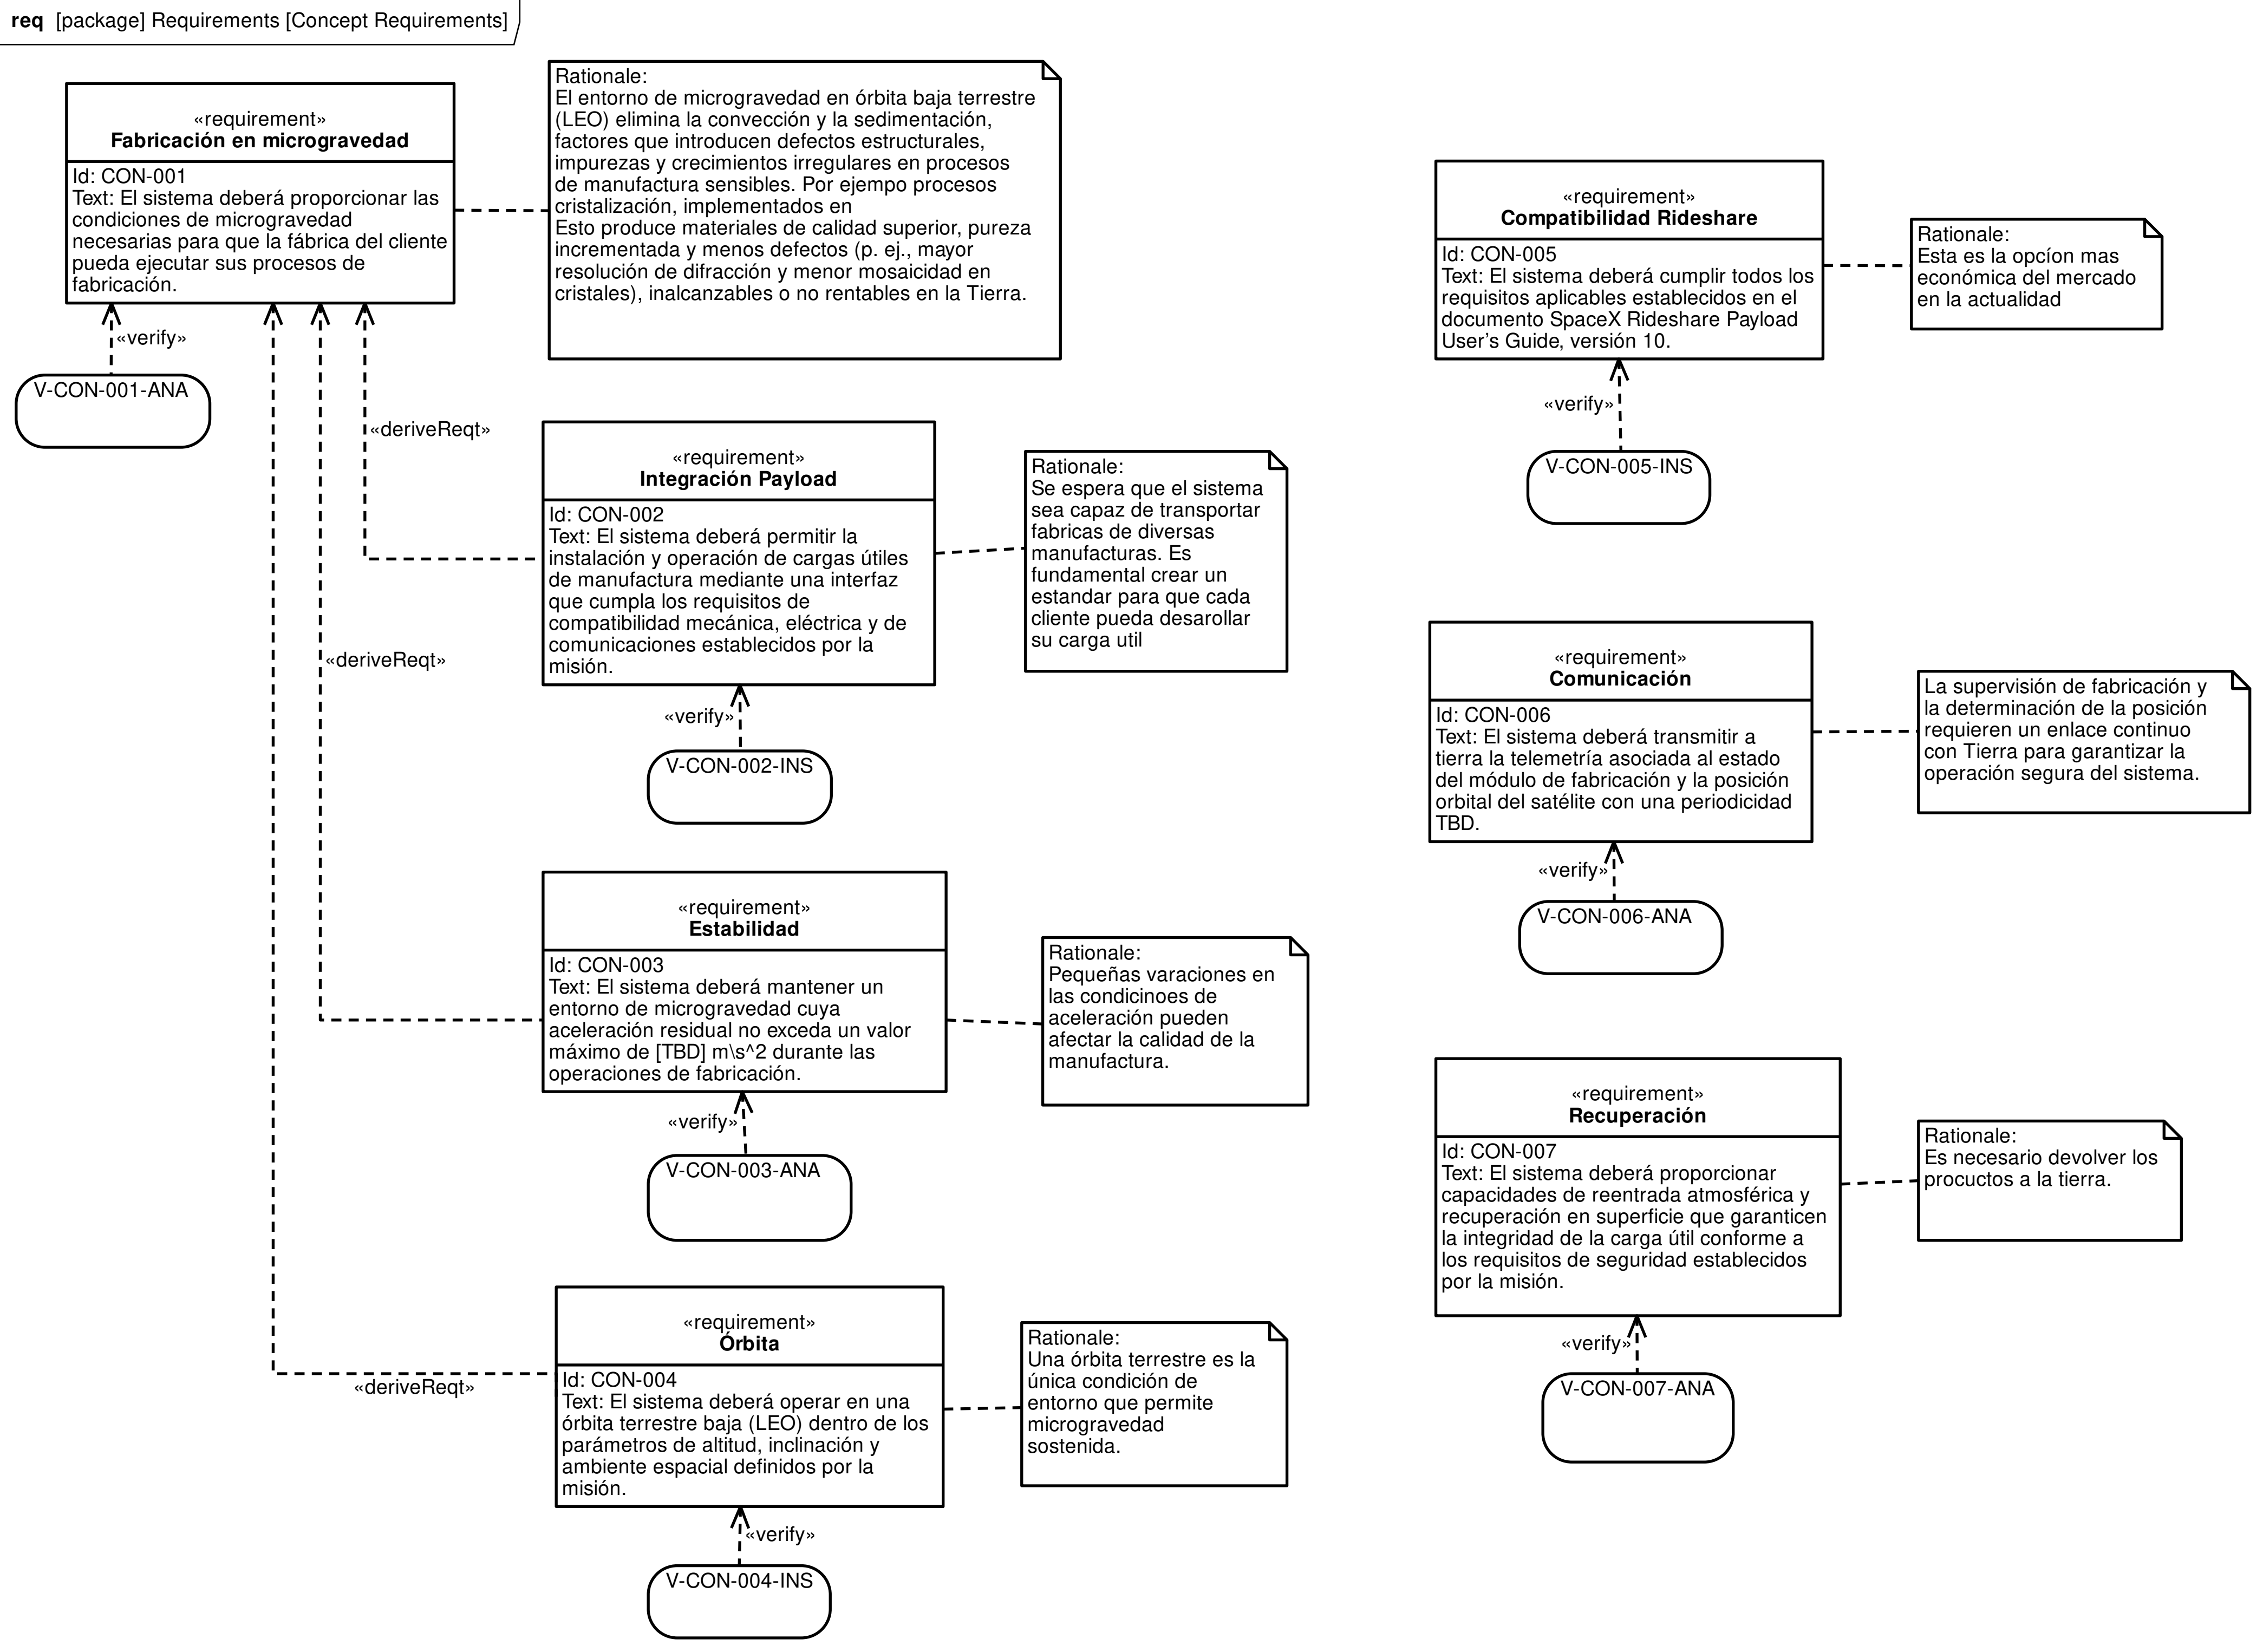 req [package] Requirements [Concept Requirements]
«requirement»
Fabricación en microgravedad
Id: CON-001
Text: El sistema deberá proporcionar las
condiciones de microgravedad
necesarias para que la fábrica del cliente
pueda ejecutar sus procesos de
fabricación.
Rationale:
El entorno de microgravedad en órbita baja terrestre
(LEO) elimina la convección y la sedimentación,
factores que introducen defectos estructurales,
impurezas y crecimientos irregulares en procesos
de manufactura sensibles. Por ejempo procesos
cristalización, implementados en
Esto produce materiales de calidad superior, pureza
incrementada y menos defectos (p. ej., mayor
resolución de difracción y menor mosaicidad en
cristales), inalcanzables o no rentables en la Tierra.
«verify»
V-CON-001-ANA
«deriveReqt»
«requirement»
Integración Payload
Id: CON-002
Text: El sistema deberá permitir la
instalación y operación de cargas útiles
de manufactura mediante una interfaz
que cumpla los requisitos de
compatibilidad mecánica, eléctrica y de
comunicaciones establecidos por la
misión.
Rationale:
Se espera que el sistema
sea capaz de transportar
fabricas de diversas
manufacturas. Es
fundamental crear un
estandar para que cada
cliente pueda desarollar
su carga util
«deriveReqt»
«verify»
V-CON-002-INS
«requirement»
Estabilidad
Id: CON-003
Text: El sistema deberá mantener un
entorno de microgravedad cuya
aceleración residual no exceda un valor
máximo de [TBD] m\s^2 durante las
operaciones de fabricación.
Rationale:
Pequeñas varaciones en
las condicinoes de
aceleración pueden
afectar la calidad de la
manufactura.
«verify»
V-CON-003-ANA
«requirement»
Órbita
Id: CON-004
Text: El sistema deberá operar en una
órbita terrestre baja (LEO) dentro de los
parámetros de altitud, inclinación y
ambiente espacial definidos por la
misión.
Rationale:
Una órbita terrestre es la
única condición de
entorno que permite
microgravedad
sostenida.
«deriveReqt»
«verify»
V-CON-004-INS
«requirement»
Compatibilidad Rideshare
Id: CON-005
Text: El sistema deberá cumplir todos los
requisitos aplicables establecidos en el
documento SpaceX Rideshare Payload
User's Guide, versión 10.
Rationale:
Esta es la opcíon mas
económica del mercado
en la actualidad
«verify»
V-CON-005-INS
«requirement»
Comunicación
Id: CON-006
Text: El sistema deberá transmitir a
tierra la telemetría asociada al estado
del módulo de fabricación y la posición
orbital del satélite con una periodicidad
TBD.
La supervisión de fabricación y
la determinación de la posición
requieren un enlace continuo
con Tierra para garantizar la
operación segura del sistema.
«verify»
V-CON-006-ANA
«requirement»
Recuperación
Id: CON-007
Text: El sistema deberá proporcionar
capacidades de reentrada atmosférica y
recuperación en superficie que garanticen
la integridad de la carga útil conforme a
los requisitos de seguridad establecidos
por la misión.
Rationale:
Es necesario devolver los
procuctos a la tierra.
«verify»
V-CON-007-ANA